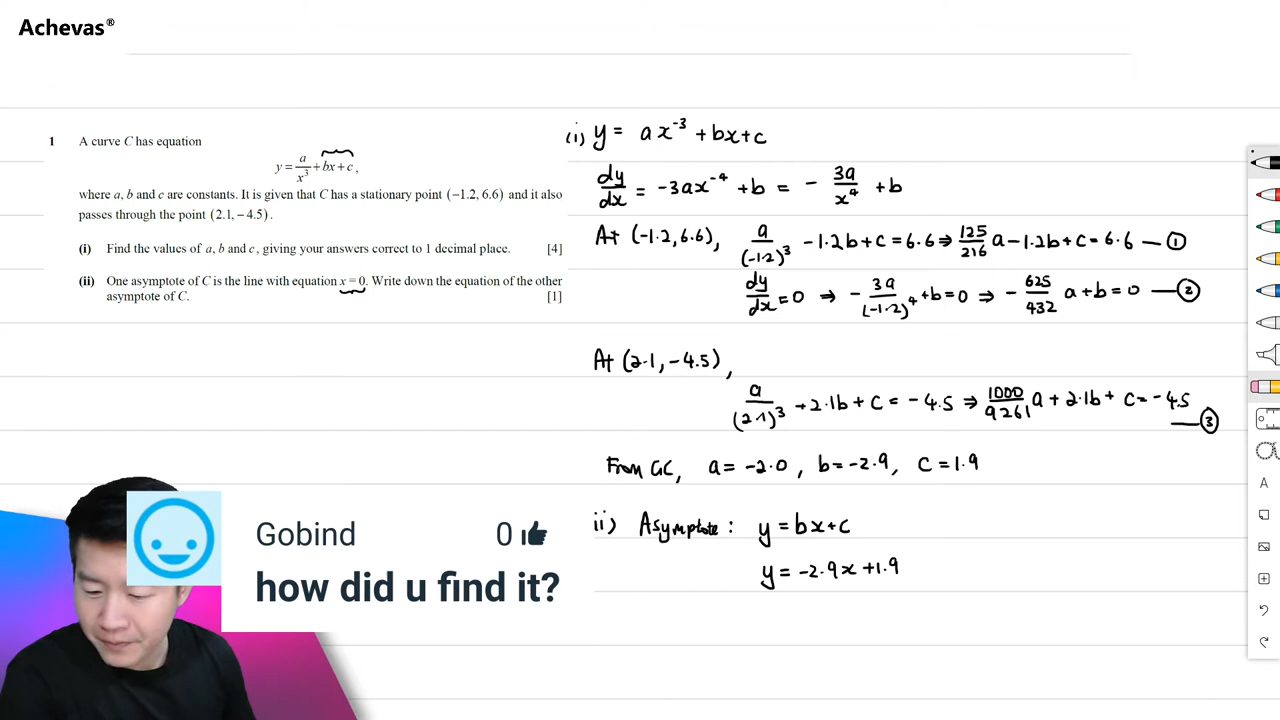 Achevas®
1 A curve C has equation
y = a/x³ + bx + c,
where a, b and c are constants. It is given that C has a stationary point (−1.2, 6.6) and it also
passes through the point (2.1, −4.5).
(i) Find the values of a, b and c, giving your answers correct to 1 decimal place. [4]
(ii) One asymptote of C is the line with equation x = 0. Write down the equation of the other
asymptote of C. [1]
(i) y = ax⁻³ + bx + c
dy/dx = -3ax⁻⁴ + b = - 3a/x⁴ + b
At (-1.2, 6.6), a/(-1.2)³ - 1.2b + c = 6.6 ⇒ 125/216 a - 1.2b + c = 6.6 — ①
dy/dx = 0 ⇒ - 3a/(-1.2)⁴ + b = 0 ⇒ - 625/432 a + b = 0 — ②
At (2.1, -4.5),
a/(2.1)³ + 2.1b + c = -4.5 ⇒ 1000/9261 a + 2.1b + c = -4.5
— ③
From GC, a = -2.0, b = -2.9, c = 1.9
ii) Asymptote: y = bx + c
y = -2.9x + 1.9
Gobind 0
how did u find it?
A